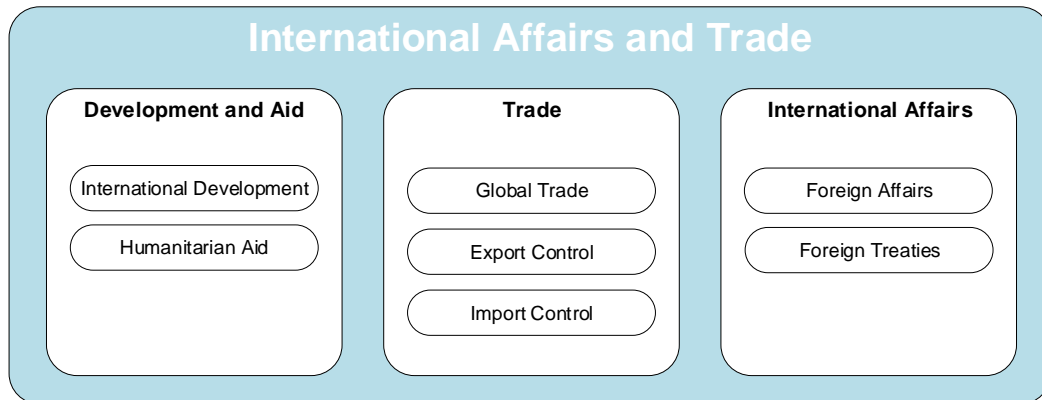 International Affairs and Trade
Development and Aid
International Development
Humanitarian Aid
Trade
Global Trade
Export Control
Import Control
International Affairs
Foreign Affairs
Foreign Treaties